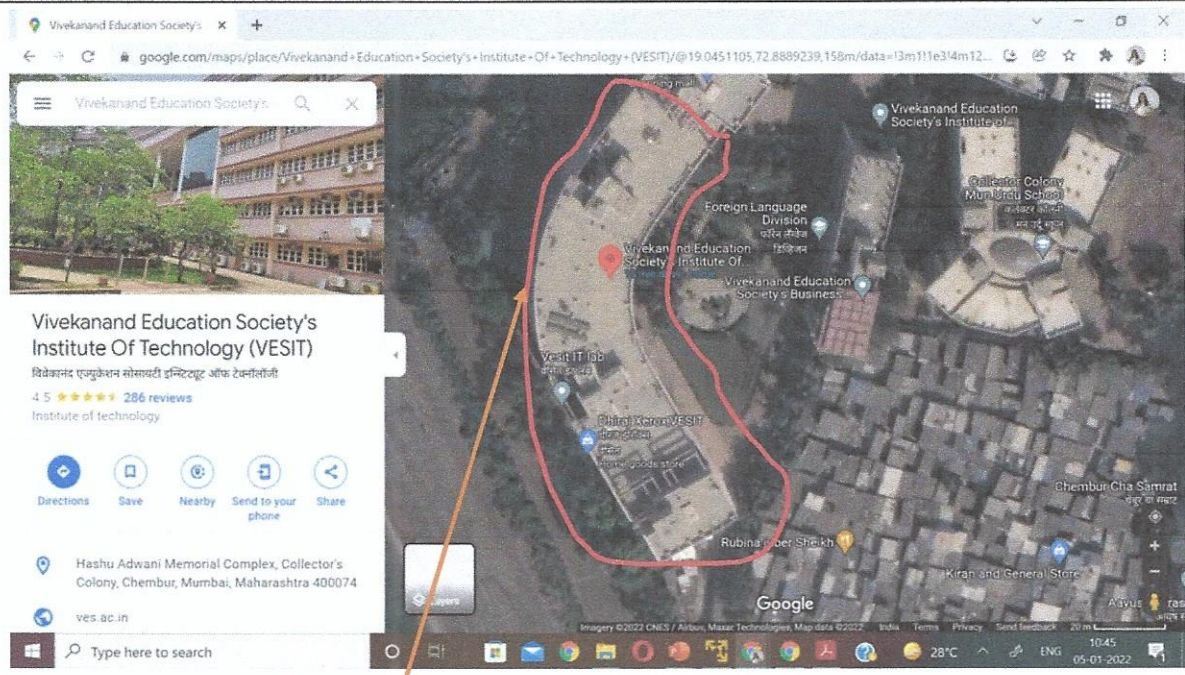 Vivekanand Education Society's
google.com/maps/place/Vivekanand+Education+Society's+Institute+Of+Technology+(VESIT)/@19.0451105,72.8889239,158m/data=!3m1!1e3!4m12...
Vivekanand Education Society's
Vivekanand Education Society's
Institute Of Technology (VESIT)
विवेकानंद एज्युकेशन सोसायटी इन्स्टिट्यूट ऑफ टेक्नॉलॉजी
4.5
286 reviews
Institute of technology
Directions
Save
Nearby
Send to your
phone
Share
Hashu Adwani Memorial Complex, Collector's
Colony, Chembur, Mumbai, Maharashtra 400074
ves.ac.in
Vivekanand Education
Society's Institute of
Collector Colony
Mun Urdu School
Foreign Language
Division
फॉरेन लँग्वेज
डिव्हिजन
Vivekanand Education
Society's Institute Of...
Vivekanand Education
Society's Business...
Vesit IT lab
Dhiraj Xerox VESIT
Home goods store
Chembur Cha Samrat
Rubina Sheikh
Kiran and General Store
Layers
Google
Imagery ©2022 CNES / Airbus, Maxar Technologies, Map data ©2022
India
Terms
Privacy
Send feedback
20 m
Type here to search
28°C
ENG
10:45
05-01-2022